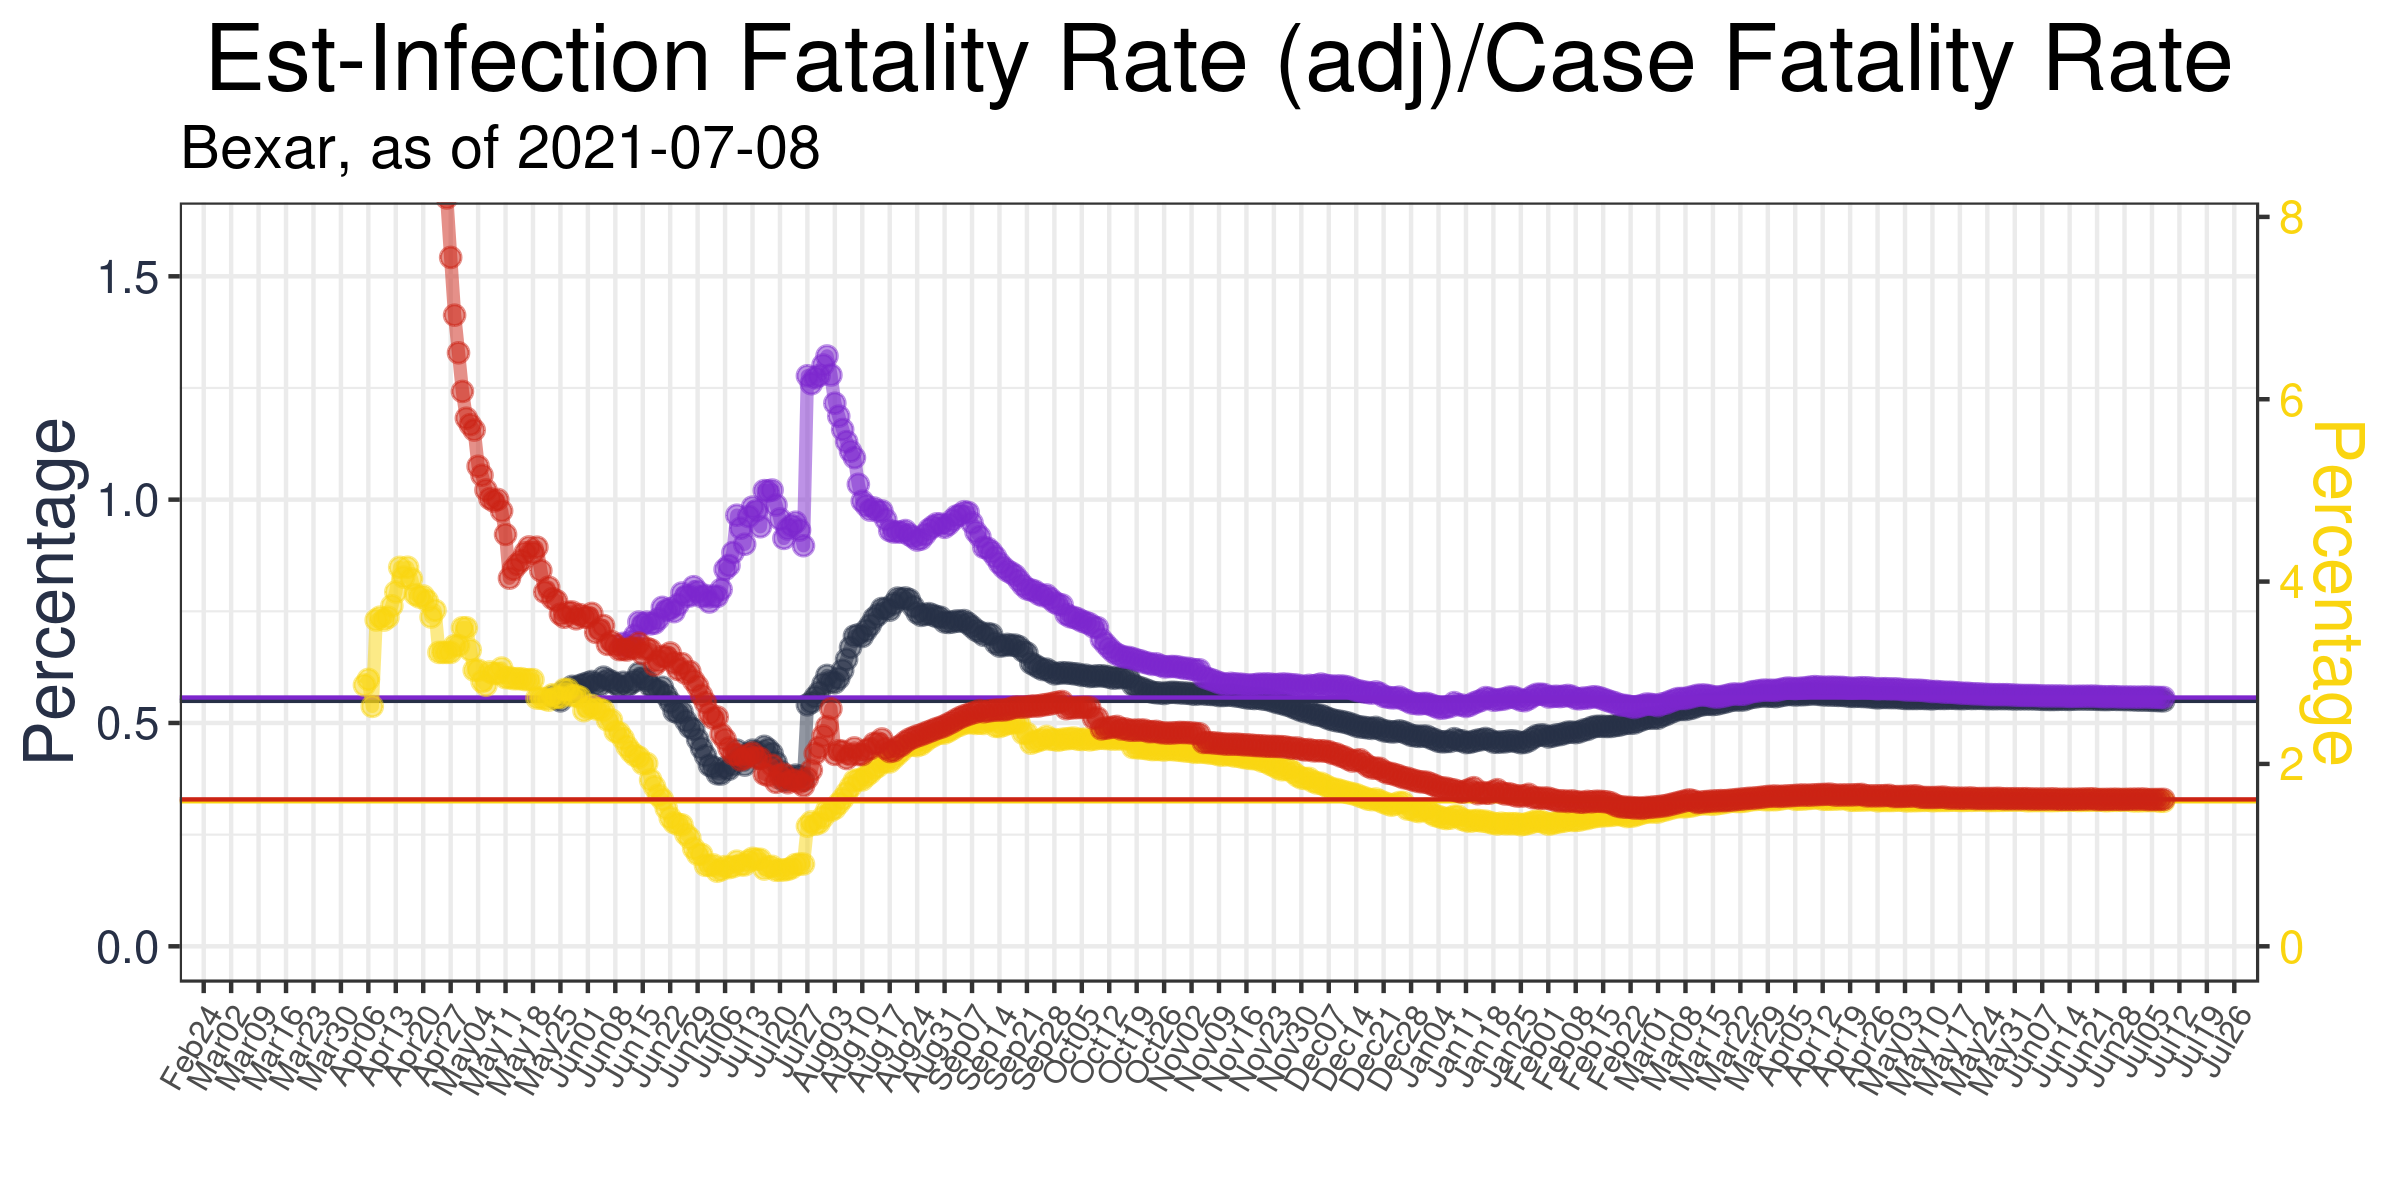 Est-Infection Fatality Rate (adj)/Case Fatality Rate
Bexar, as of 2021-07-08
Percentage
1.5
1.0
0.5
0.0
8
6
4
2
0
Percentage
Feb24
Mar02
Mar09
Mar16
Mar23
Mar30
Apr06
Apr13
Apr20
Apr27
May04
May11
May18
May25
Jun01
Jun08
Jun15
Jun22
Jun29
Jul06
Jul13
Jul20
Jul27
Aug03
Aug10
Aug17
Aug24
Aug31
Sep07
Sep14
Sep21
Sep28
Oct05
Oct12
Oct19
Oct26
Nov02
Nov09
Nov16
Nov23
Nov30
Dec07
Dec14
Dec21
Dec28
Jan04
Jan11
Jan18
Jan25
Feb01
Feb08
Feb15
Feb22
Mar01
Mar08
Mar15
Mar22
Mar29
Apr05
Apr12
Apr19
Apr26
May03
May10
May17
May24
May31
Jun07
Jun14
Jun21
Jun28
Jul05
Jul12
Jul19
Jul26